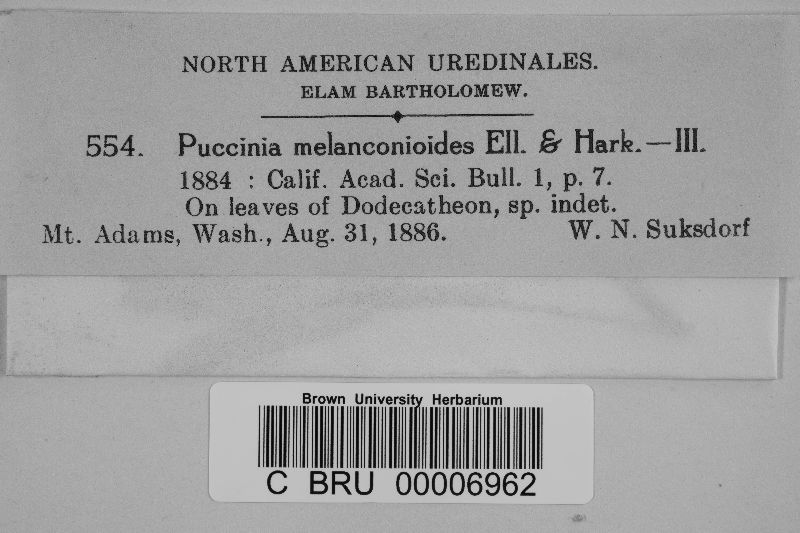 NORTH AMERICAN UREDINALES.
ELAM BARTHOLOMEW.
554. Puccinia melanconioides Ell. & Hark.—III.
1884 : Calif. Acad. Sci. Bull. 1, p. 7.
On leaves of Dodecatheon, sp. indet.
Mt. Adams, Wash., Aug. 31, 1886. W. N. Suksdorf
Brown University Herbarium
C BRU 00006962